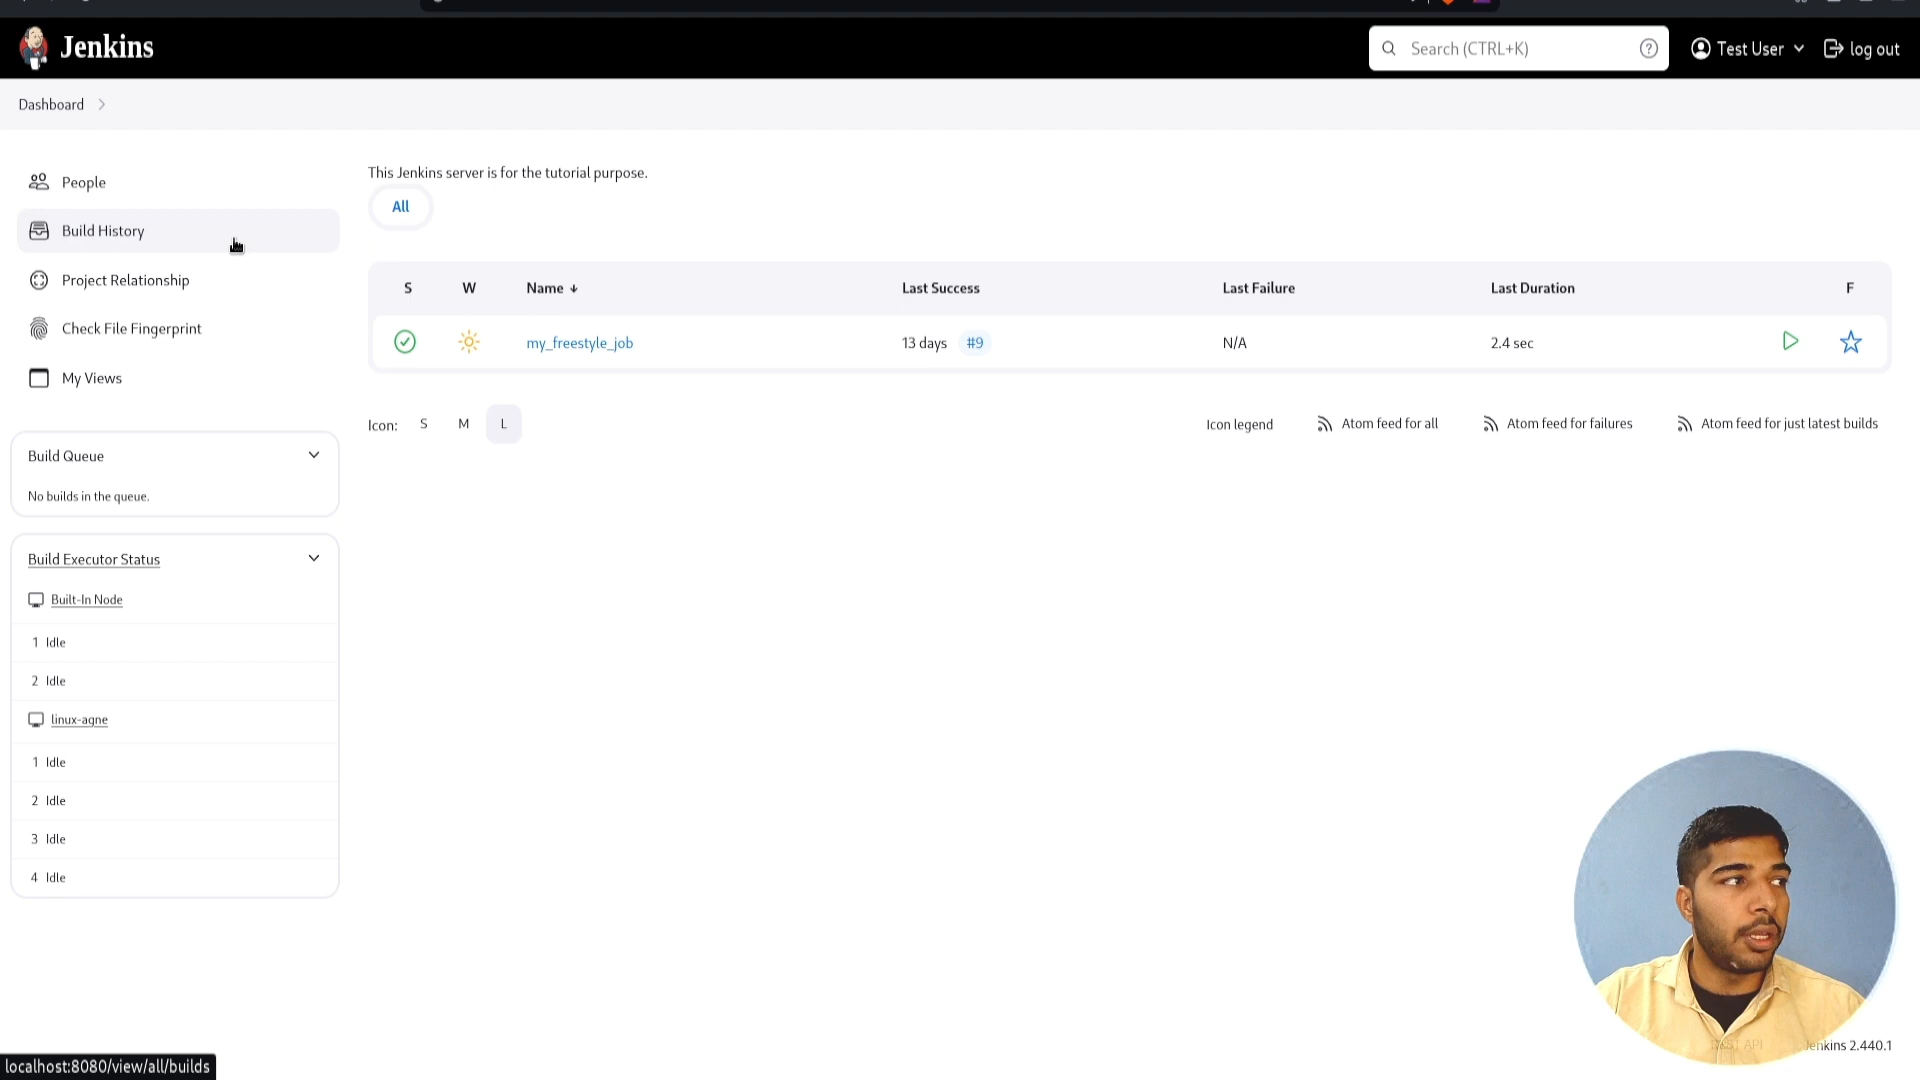 Jenkins
Search (CTRL+K)
Test User
log out
Dashboard
People
Build History
Project Relationship
Check File Fingerprint
My Views
Build Queue
No builds in the queue.
Build Executor Status
Built-In Node
1 Idle
2 Idle
linux-agne
1 Idle
2 Idle
3 Idle
4 Idle
This Jenkins server is for the tutorial purpose.
All
S W Name ↓ Last Success Last Failure Last Duration F
my_freestyle_job 13 days #9 N/A 2.4 sec
Icon: S M L
Icon legend Atom feed for all Atom feed for failures Atom feed for just latest builds
REST API
Jenkins 2.440.1
localhost:8080/view/all/builds